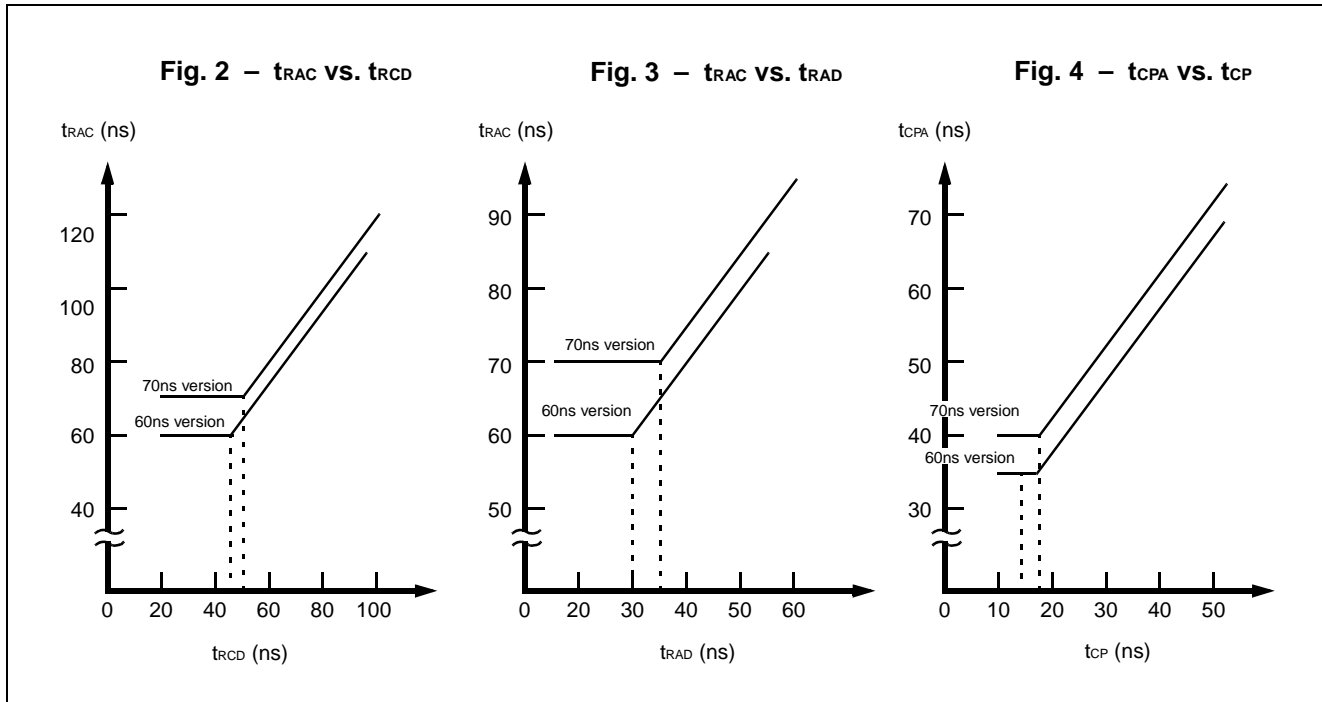 Fig. 2 – tRAC vs. tRCD
tRAC (ns)
120
100
80
60
40
70ns version
60ns version
0 20 40 60 80 100
tRCD (ns)
Fig. 3 – tRAC vs. tRAD
tRAC (ns)
90
80
70
60
50
70ns version
60ns version
0 20 30 40 50 60
tRAD (ns)
Fig. 4 – tCPA vs. tCP
tCPA (ns)
70
60
50
40
30
70ns version
60ns version
0 10 20 30 40 50
tCP (ns)